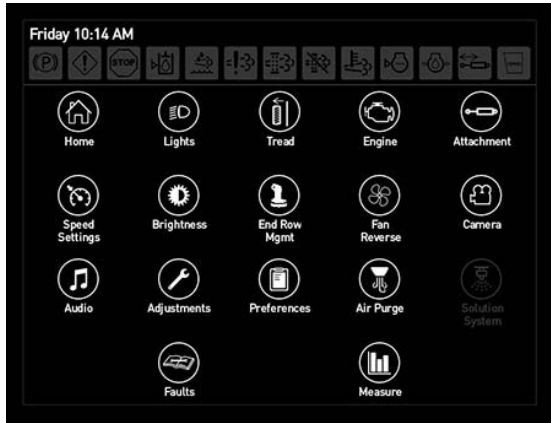 Friday 10:14 AM
(P)
STOP
Home
Lights
Tread
Engine
Attachment
Speed
Settings
Brightness
End Row
Mgmt
Fan
Reverse
Camera
Audio
Adjustments
Preferences
Air Purge
Solution
System
Faults
Measure